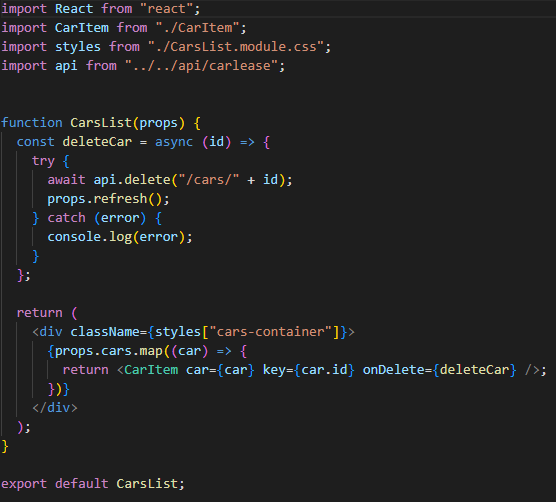 import React from "react";
import CarItem from "./CarItem";
import styles from "./CarsList.module.css";
import api from "../../api/carlease";
function CarsList(props) {
const deleteCar = async (id) => {
try {
await api.delete("/cars/" + id);
props.refresh();
} catch (error) {
console.log(error);
}
};
return (
<div className={styles["cars-container"]}>
{props.cars.map((car) => {
return <CarItem car={car} key={car.id} onDelete={deleteCar} />;
})}
</div>
);
}
export default CarsList;